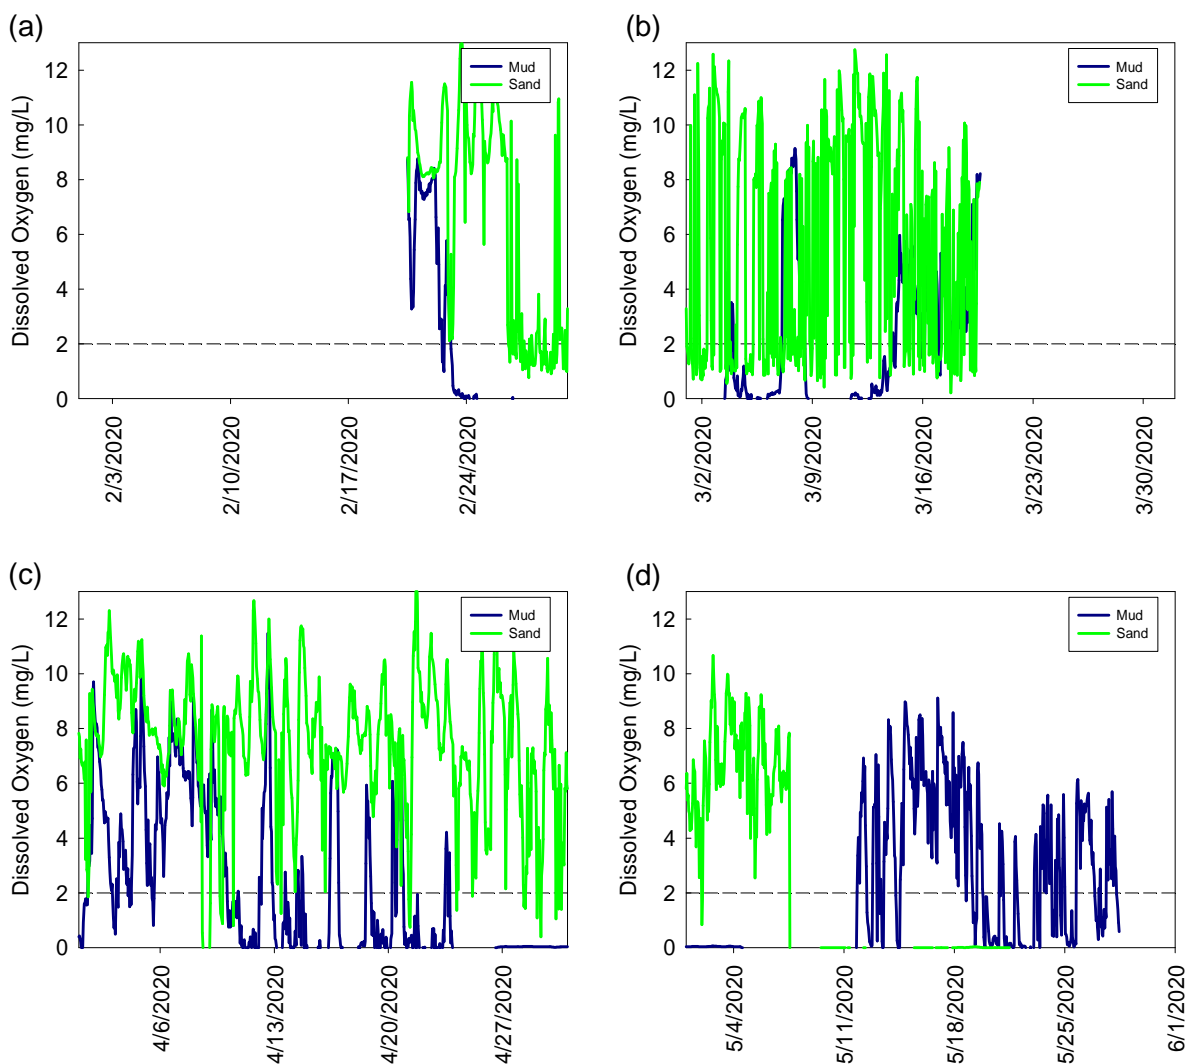 (a)
Dissolved Oxygen (mg/L)
12
10
8
6
4
2
0
Mud
Sand
2/3/2020
2/10/2020
2/17/2020
2/24/2020
(b)
Dissolved Oxygen (mg/L)
12
10
8
6
4
2
0
Mud
Sand
3/2/2020
3/9/2020
3/16/2020
3/23/2020
3/30/2020
(c)
Dissolved Oxygen (mg/L)
12
10
8
6
4
2
0
Mud
Sand
4/6/2020
4/13/2020
4/20/2020
4/27/2020
(d)
Dissolved Oxygen (mg/L)
12
10
8
6
4
2
0
Mud
Sand
5/4/2020
5/11/2020
5/18/2020
5/25/2020
6/1/2020